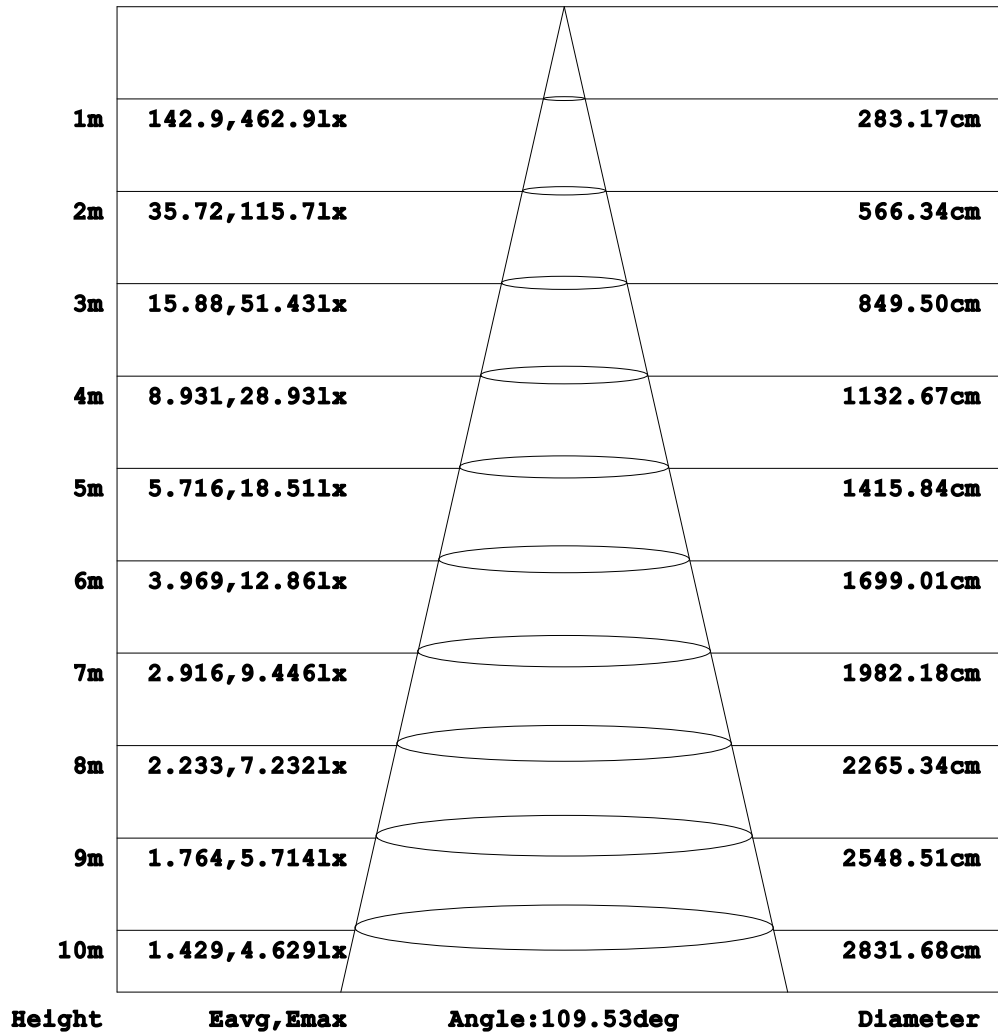 1m 142.9,462.9lx 283.17cm
2m 35.72,115.7lx 566.34cm
3m 15.88,51.43lx 849.50cm
4m 8.931,28.93lx 1132.67cm
5m 5.716,18.51lx 1415.84cm
6m 3.969,12.86lx 1699.01cm
7m 2.916,9.446lx 1982.18cm
8m 2.233,7.232lx 2265.34cm
9m 1.764,5.714lx 2548.51cm
10m 1.429,4.629lx 2831.68cm
Height Eavg,Emax Angle:109.53deg Diameter